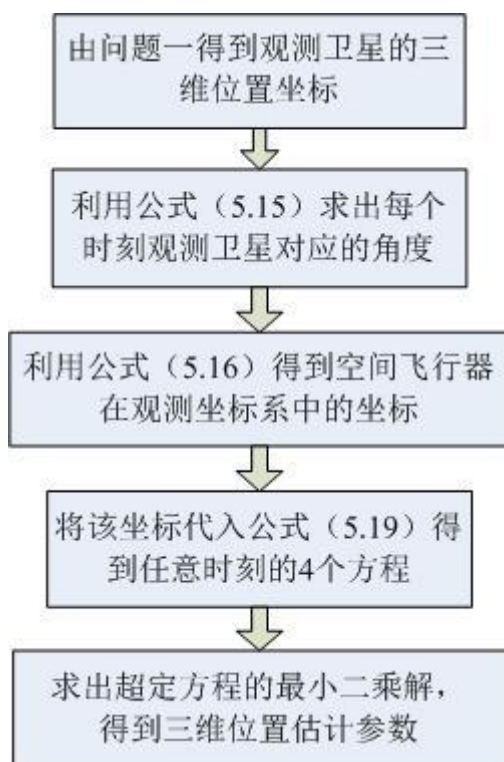 由问题一得到观测卫星的三
维位置坐标
利用公式（5.15）求出每个
时刻观测卫星对应的角度
利用公式（5.16）得到空间飞行器
在观测坐标系中的坐标
将该坐标代入公式（5.19）得
到任意时刻的4个方程
求出超定方程的最小二乘解，
得到三维位置估计参数